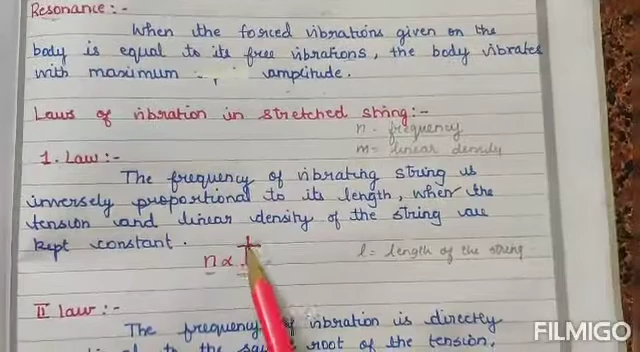 Resonance :-
When the forced vibrations given on the
body is equal to its free vibrations, the body vibrates
with maximum amplitude.
Laws of vibration in stretched string:-
n - frequency
m = linear density
1. Law :-
The frequency of vibrating string is
inversely proportional to its length, when the
tension and linear density of the string are
kept constant.
n ∝ 1
l = length of the string
II law :-
The frequency of vibration is directly
to the root of the tension,
FILMIGO